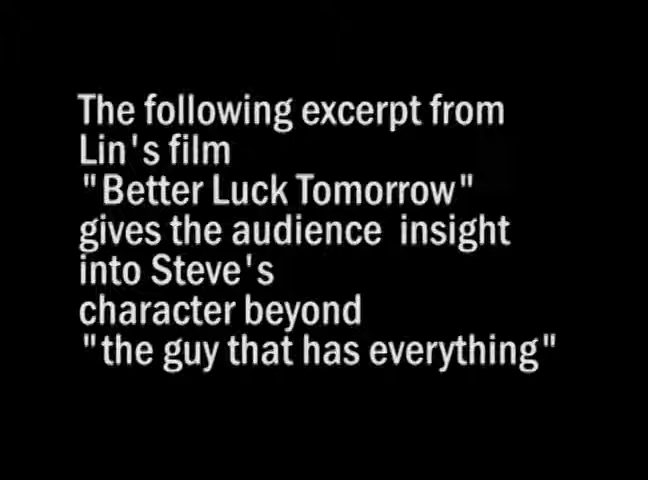 The following excerpt from
Lin's film
"Better Luck Tomorrow"
gives the audience insight
into Steve's
character beyond
"the guy that has everything"